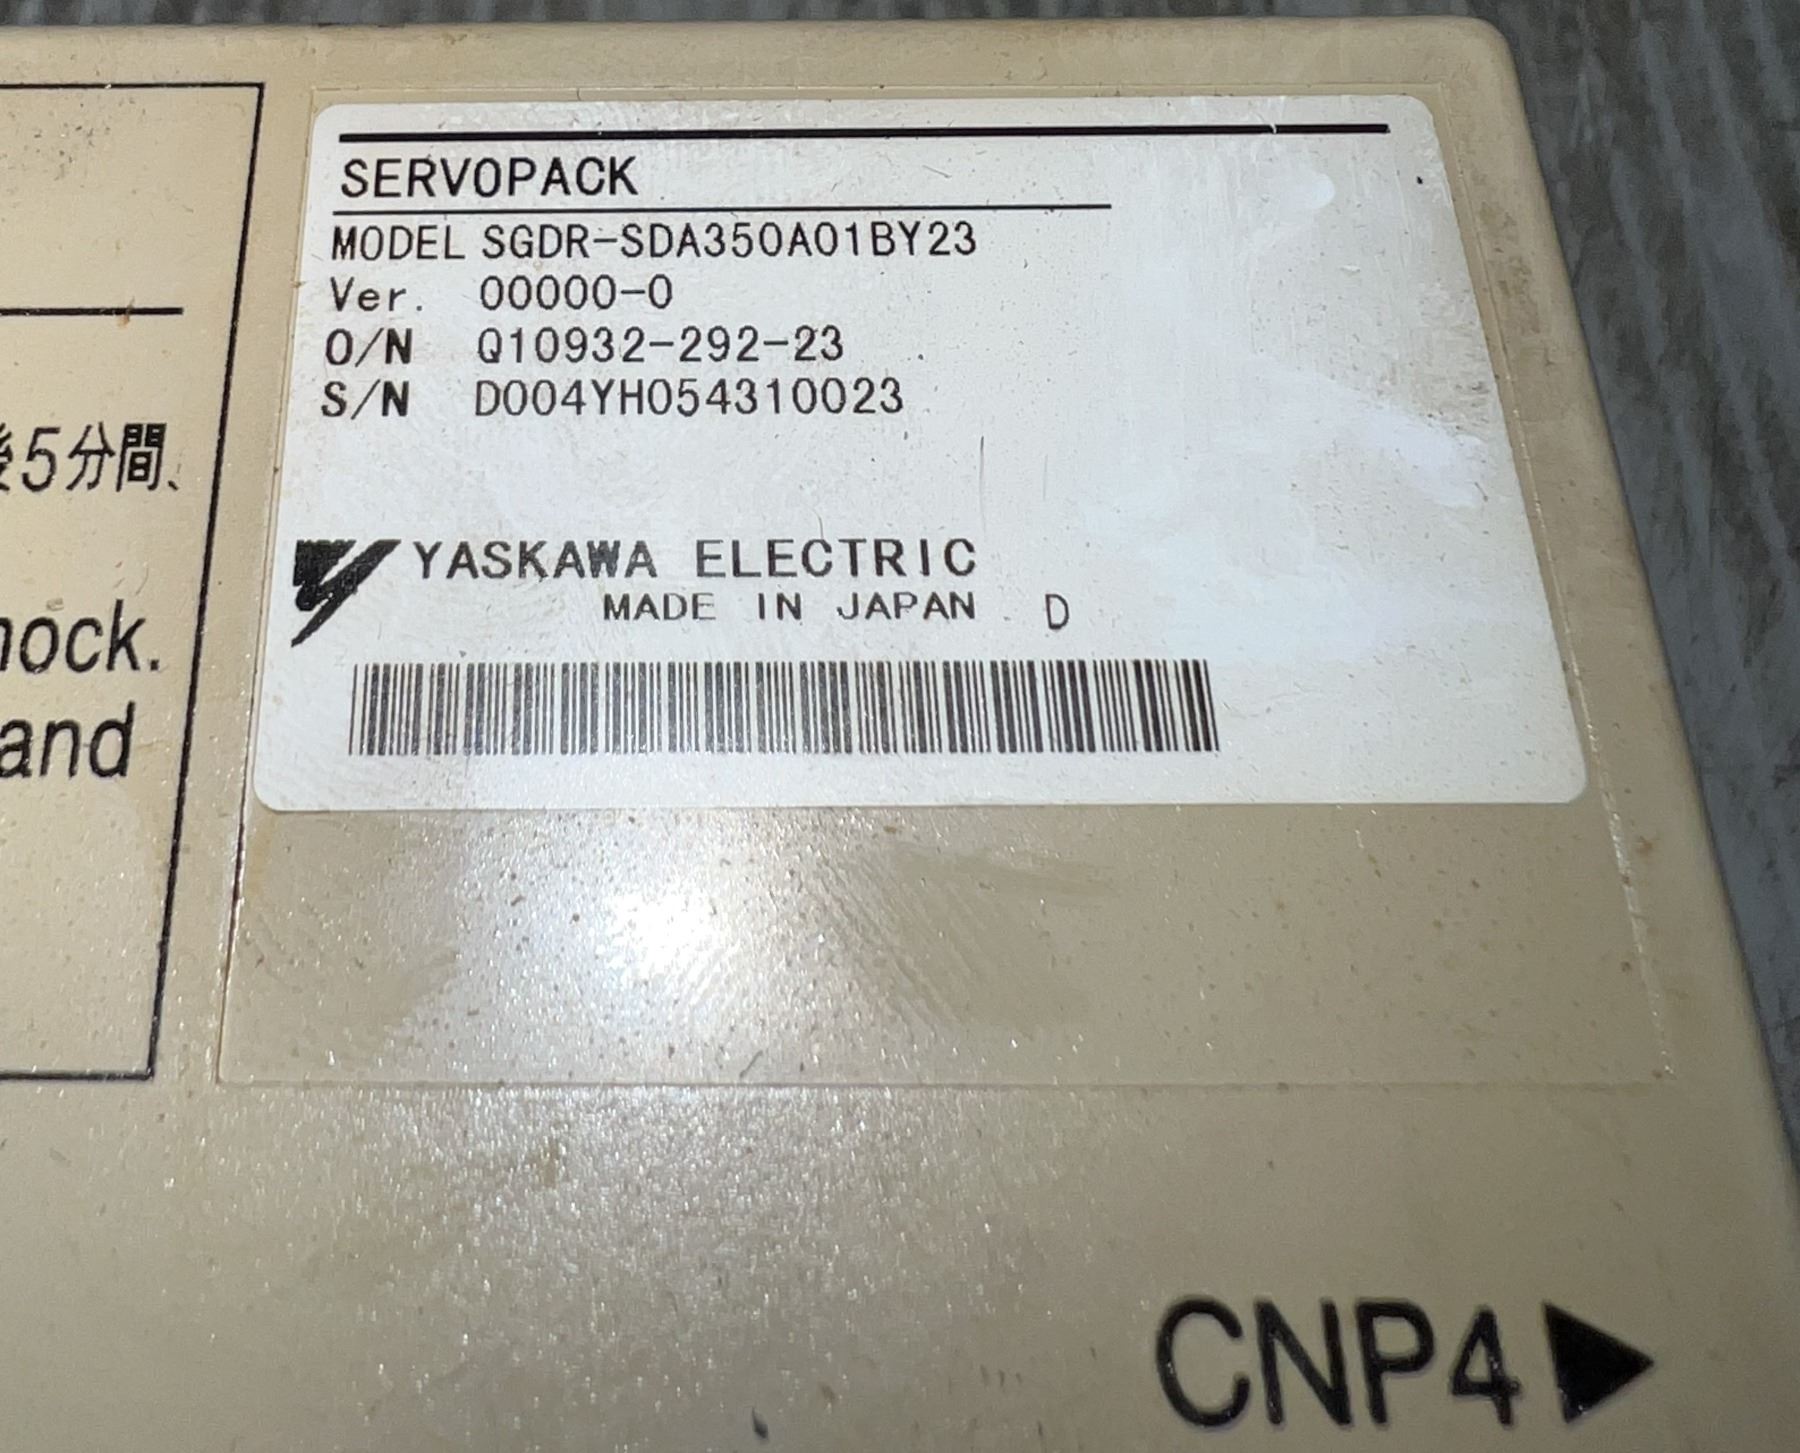 SERVOPACK
MODEL SGDR-SDA350A01BY23
Ver. 00000-0
O/N Q10932-292-23
S/N D004YH054310023
後5分間、
YASKAWA ELECTRIC
MADE IN JAPAN D
and
CNP4▶